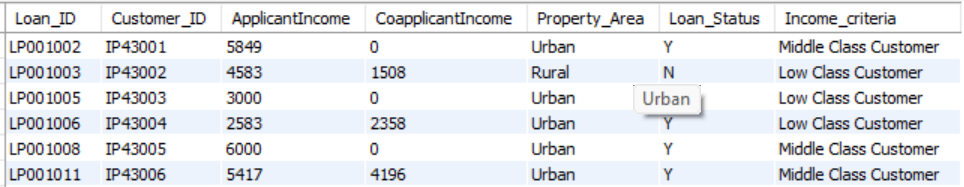 Loan_ID Customer_ID ApplicantIncome CoapplicantIncome Property_Area Loan_Status Income_criteria
LP001002 IP43001 5849 0 Urban Y Middle Class Customer
LP001003 IP43002 4583 1508 Rural N Low Class Customer
LP001005 IP43003 3000 0 Urban Low Class Customer
Urban
LP001006 IP43004 2583 2358 Urban Y Low Class Customer
LP001008 IP43005 6000 0 Urban Y Middle Class Customer
LP001011 IP43006 5417 4196 Urban Y Middle Class Customer